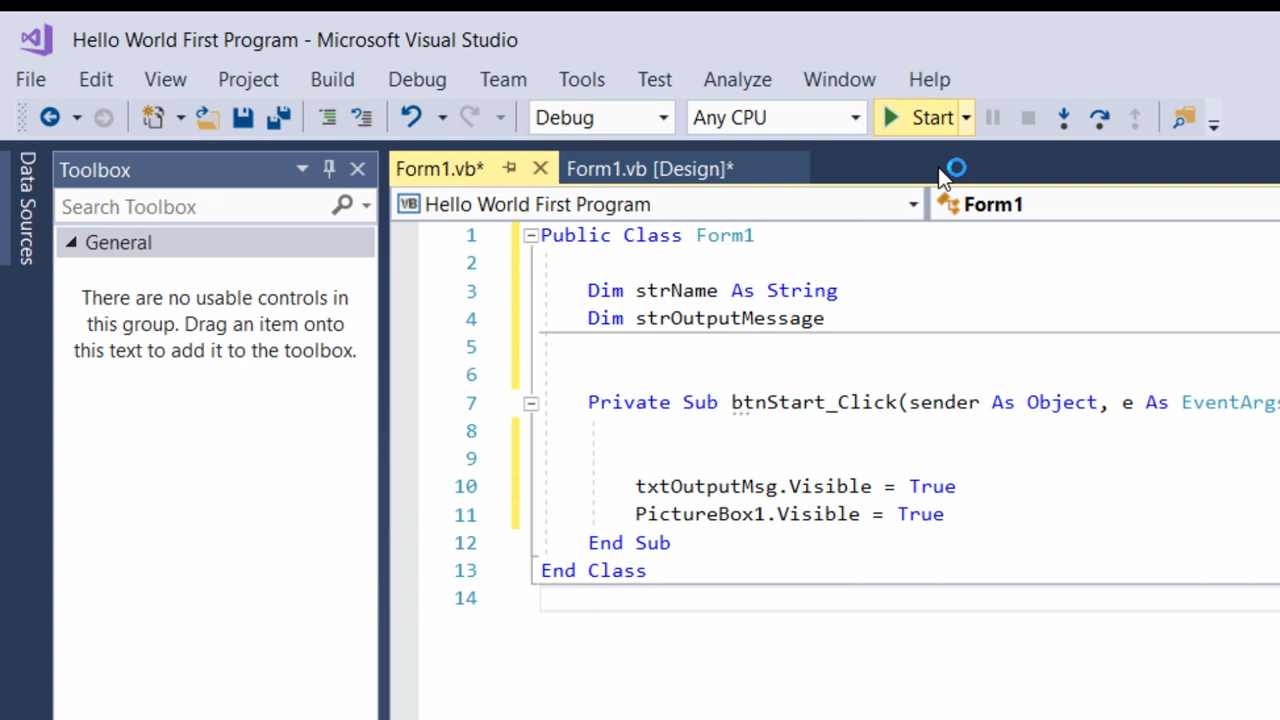 Hello World First Program - Microsoft Visual Studio
File Edit View Project Build Debug Team Tools Test Analyze Window Help
Debug Any CPU Start
Data Sources
Toolbox
Form1.vb* Form1.vb [Design]*
Search Toolbox
VB Hello World First Program Form1
General
There are no usable controls in
this group. Drag an item onto
this text to add it to the toolbox.
1 Public Class Form1
2
3 Dim strName As String
4 Dim strOutputMessage
5
6
7 Private Sub btnStart_Click(sender As Object, e As EventArgs
8
9
10 txtOutputMsg.Visible = True
11 PictureBox1.Visible = True
12 End Sub
13 End Class
14